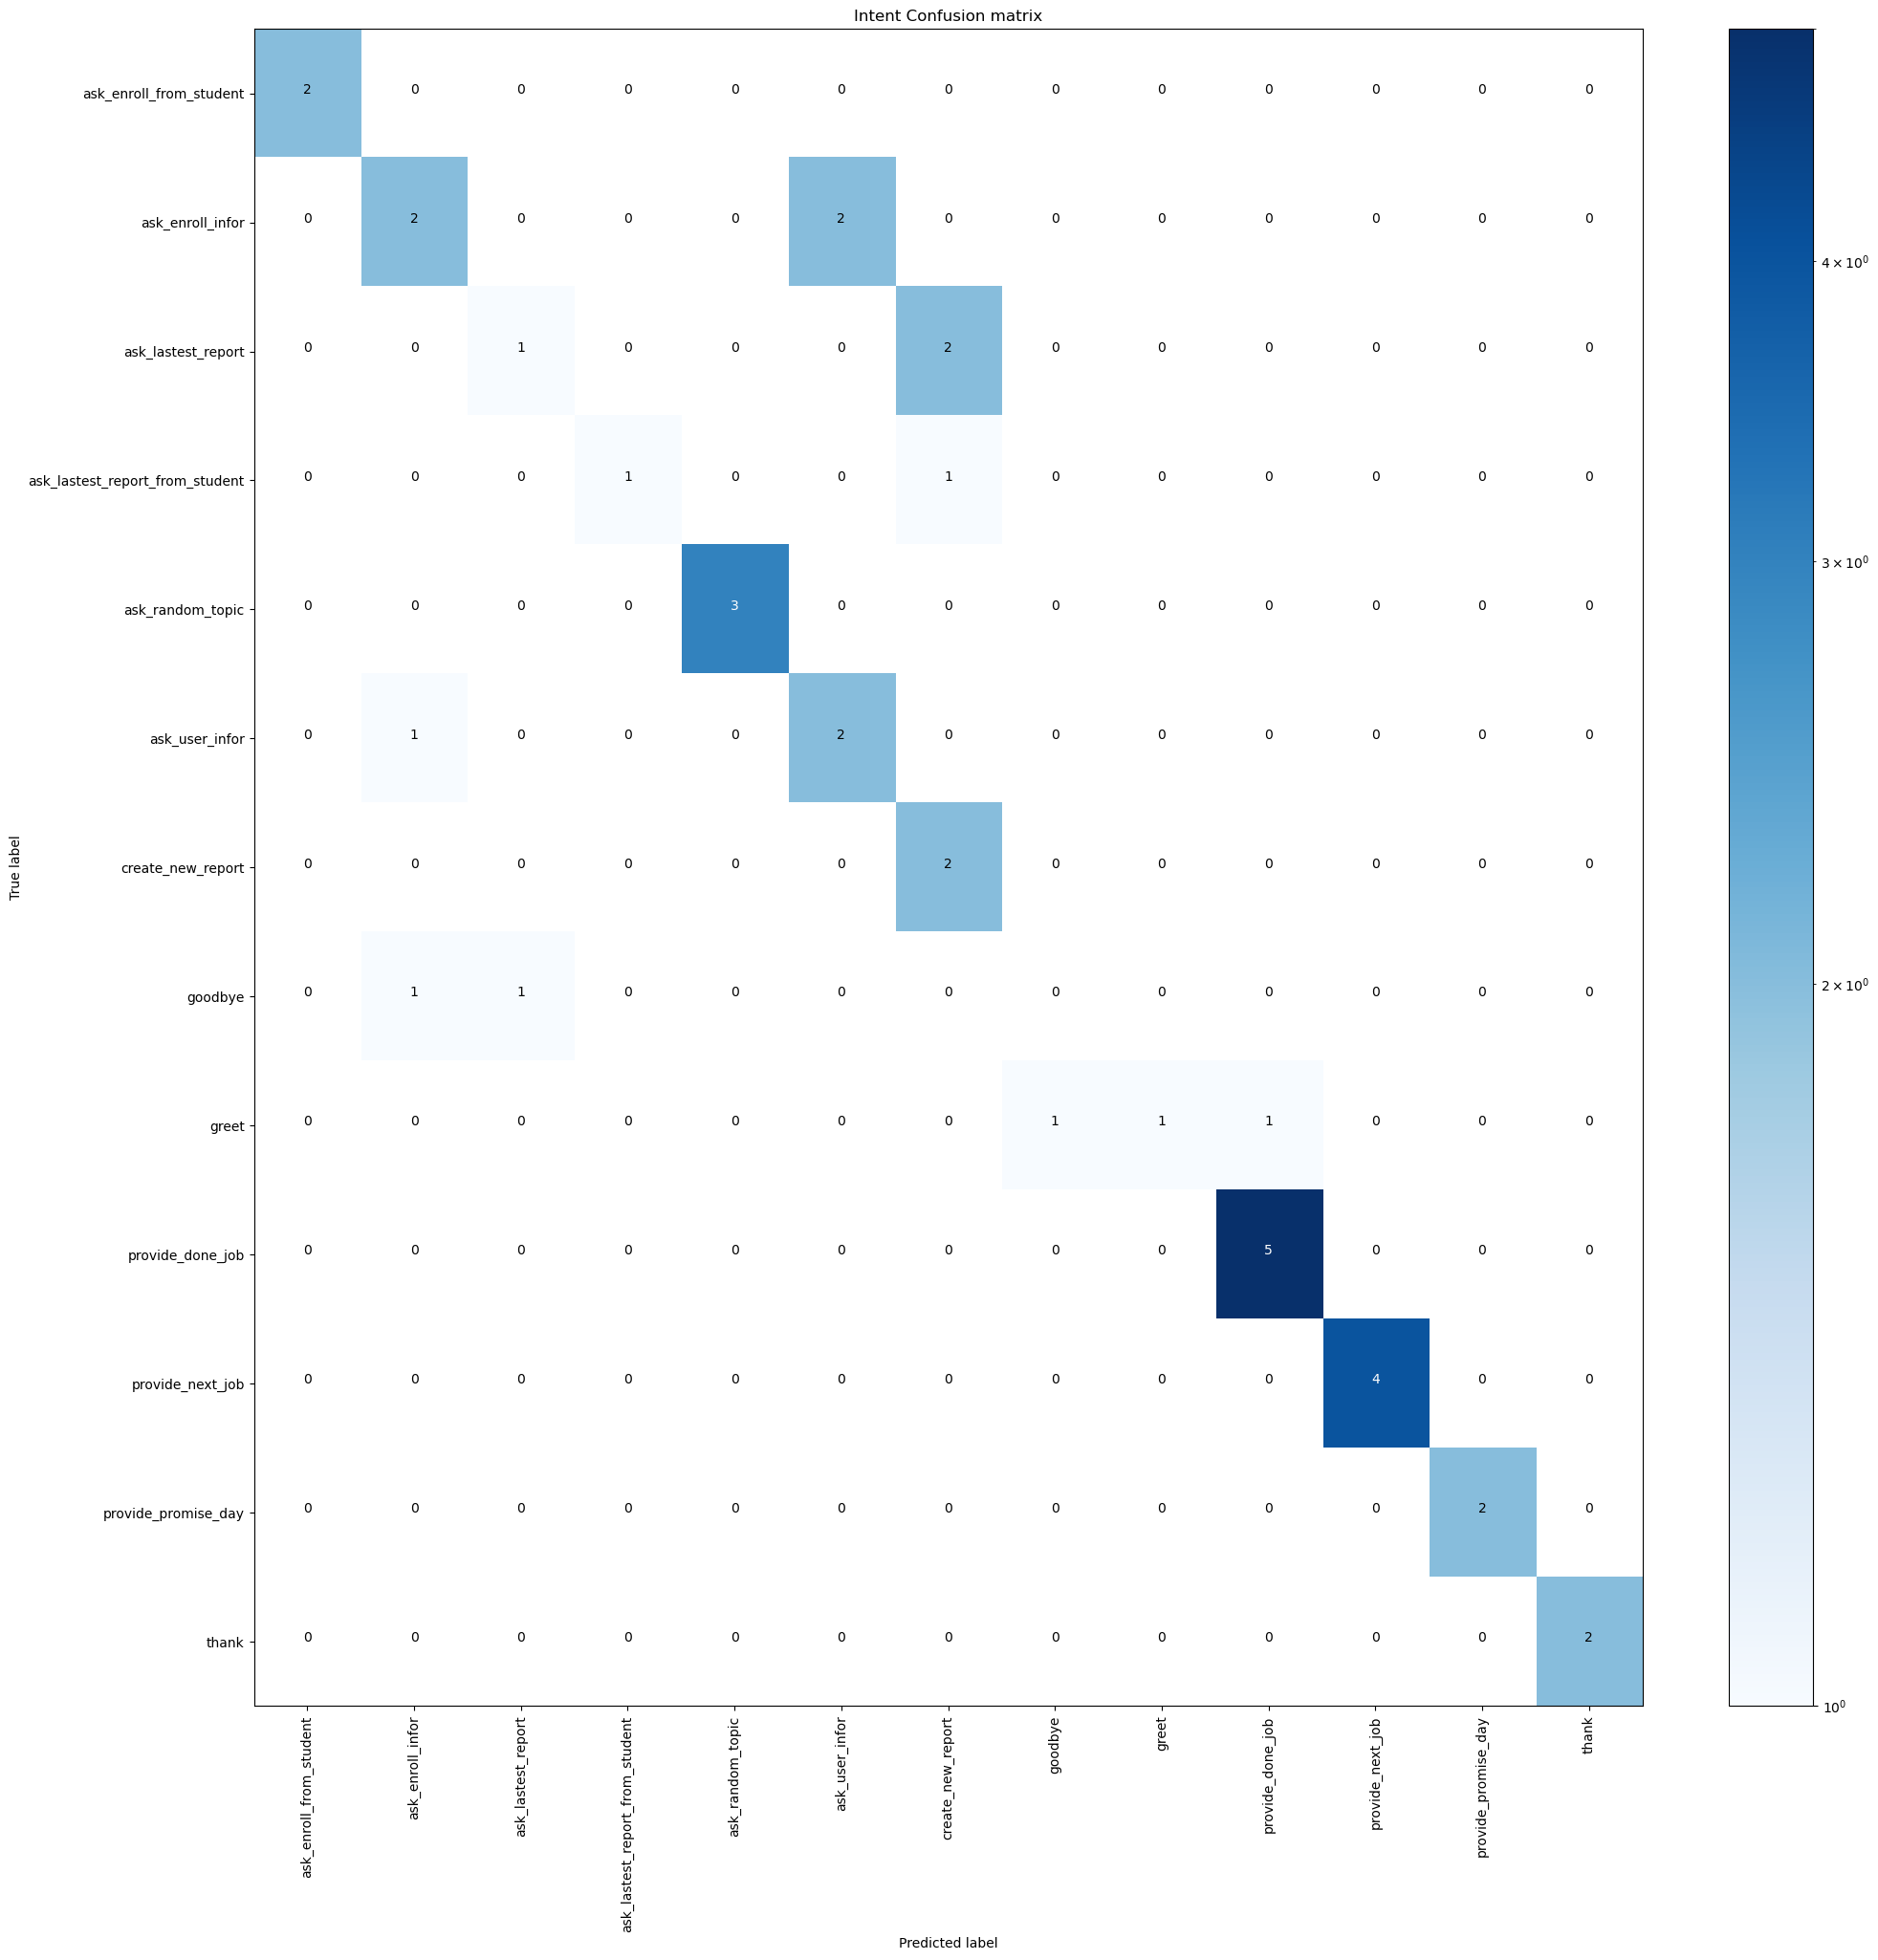 Intent Confusion matrix
True label
ask_enroll_from_student 2 0 0 0 0 0 0 0 0 0 0 0 0
ask_enroll_infor 0 2 0 0 0 2 0 0 0 0 0 0 0
ask_lastest_report 0 0 1 0 0 0 2 0 0 0 0 0 0
ask_lastest_report_from_student 0 0 0 1 0 0 1 0 0 0 0 0 0
ask_random_topic 0 0 0 0 3 0 0 0 0 0 0 0 0
ask_user_infor 0 1 0 0 0 2 0 0 0 0 0 0 0
create_new_report 0 0 0 0 0 0 2 0 0 0 0 0 0
goodbye 0 1 1 0 0 0 0 0 0 0 0 0 0
greet 0 0 0 0 0 0 0 1 1 1 0 0 0
provide_done_job 0 0 0 0 0 0 0 0 0 5 0 0 0
provide_next_job 0 0 0 0 0 0 0 0 0 0 4 0 0
provide_promise_day 0 0 0 0 0 0 0 0 0 0 0 2 0
thank 0 0 0 0 0 0 0 0 0 0 0 0 2
ask_enroll_from_student
ask_enroll_infor
ask_lastest_report
ask_lastest_report_from_student
ask_random_topic
ask_user_infor
create_new_report
goodbye
greet
provide_done_job
provide_next_job
provide_promise_day
thank
Predicted label
4 × 10⁰
3 × 10⁰
2 × 10⁰
10⁰